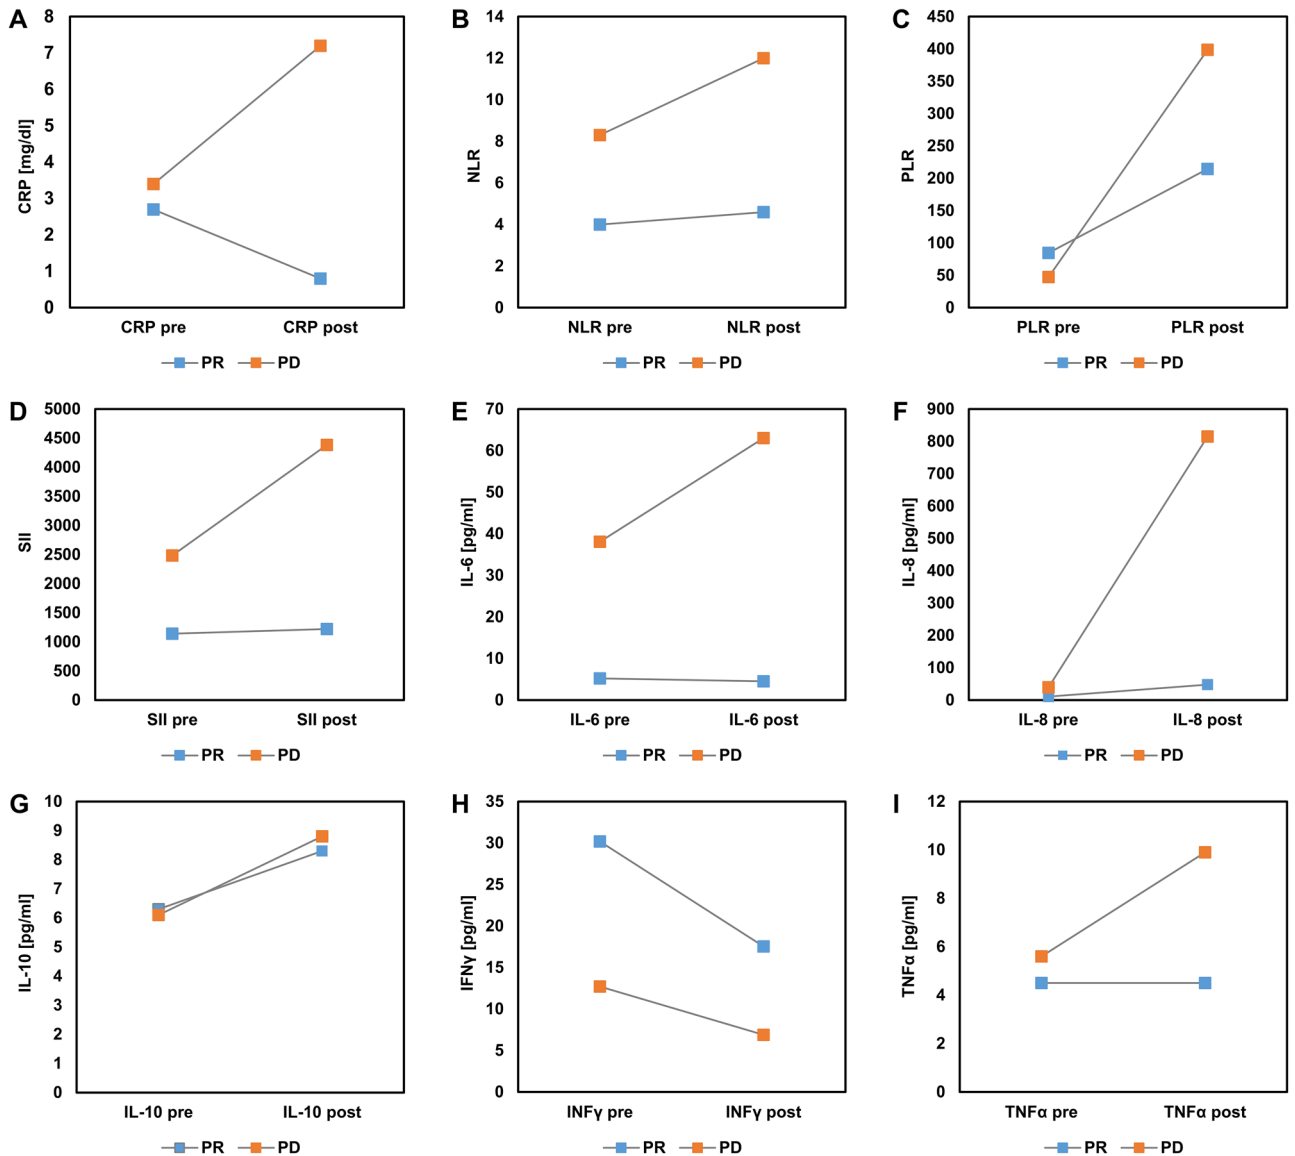 A
CRP [mg/dl]
8
7
6
5
4
3
2
1
0
CRP pre CRP post
PR PD
B
NLR
14
12
10
8
6
4
2
0
NLR pre NLR post
PR PD
C
PLR
450
400
350
300
250
200
150
100
50
0
PLR pre PLR post
PR PD
D
SII
5000
4500
4000
3500
3000
2500
2000
1500
1000
500
0
SII pre SII post
PR PD
E
IL-6 [pg/ml]
70
60
50
40
30
20
10
0
IL-6 pre IL-6 post
PR PD
F
IL-8 [pg/ml]
900
800
700
600
500
400
300
200
100
0
IL-8 pre IL-8 post
PR PD
G
IL-10 [pg/ml]
10
9
8
7
6
5
4
3
2
1
0
IL-10 pre IL-10 post
PR PD
H
IFNγ [pg/ml]
35
30
25
20
15
10
5
0
INFγ pre INFγ post
PR PD
I
TNFα [pg/ml]
12
10
8
6
4
2
0
TNFα pre TNFα post
PR PD